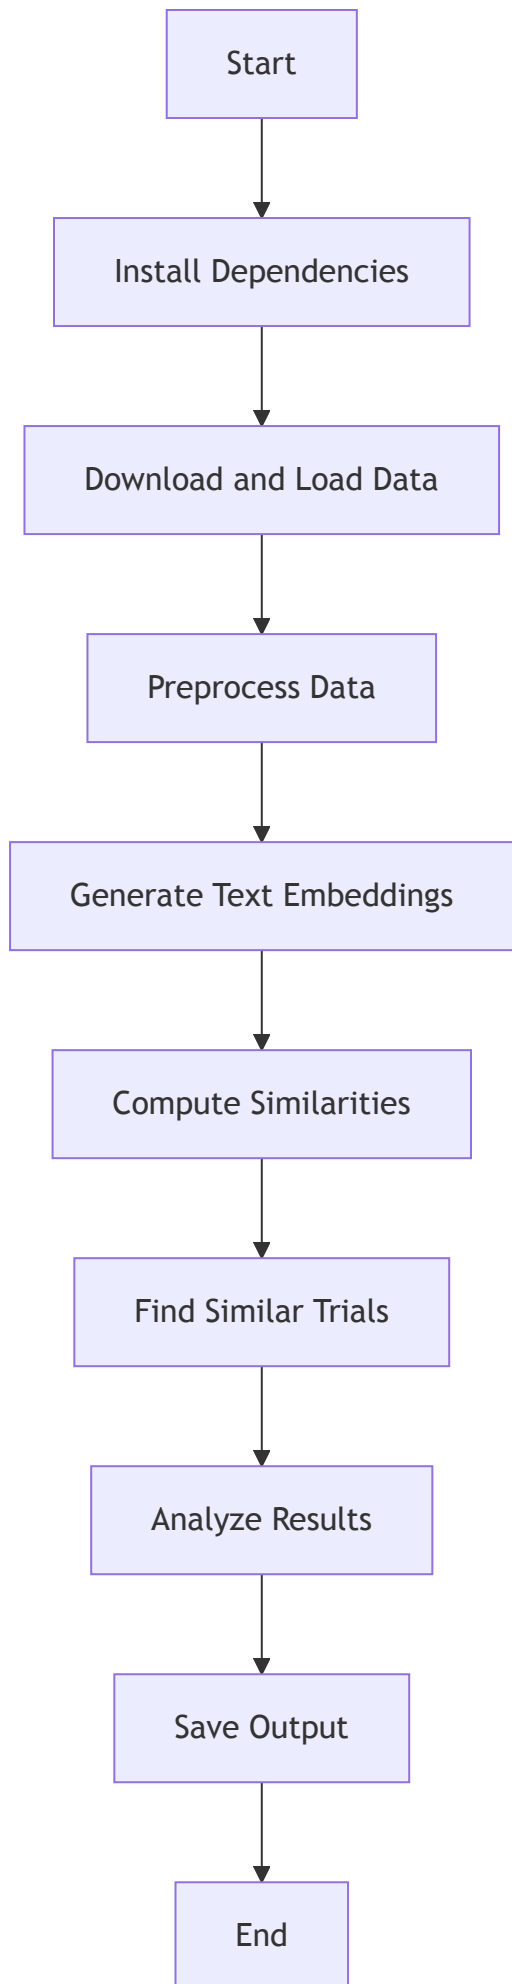 Start
Install Dependencies
Download and Load Data
Preprocess Data
Generate Text Embeddings
Compute Similarities
Find Similar Trials
Analyze Results
Save Output
End